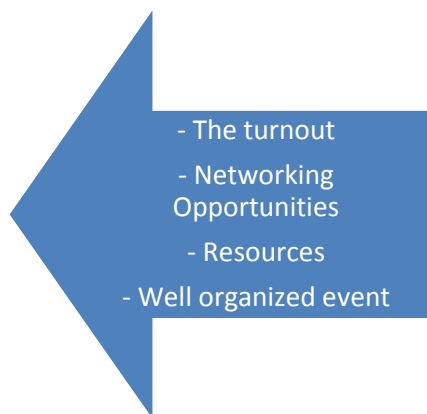 - The turnout
- Networking
Opportunities
- Resources
- Well organized event